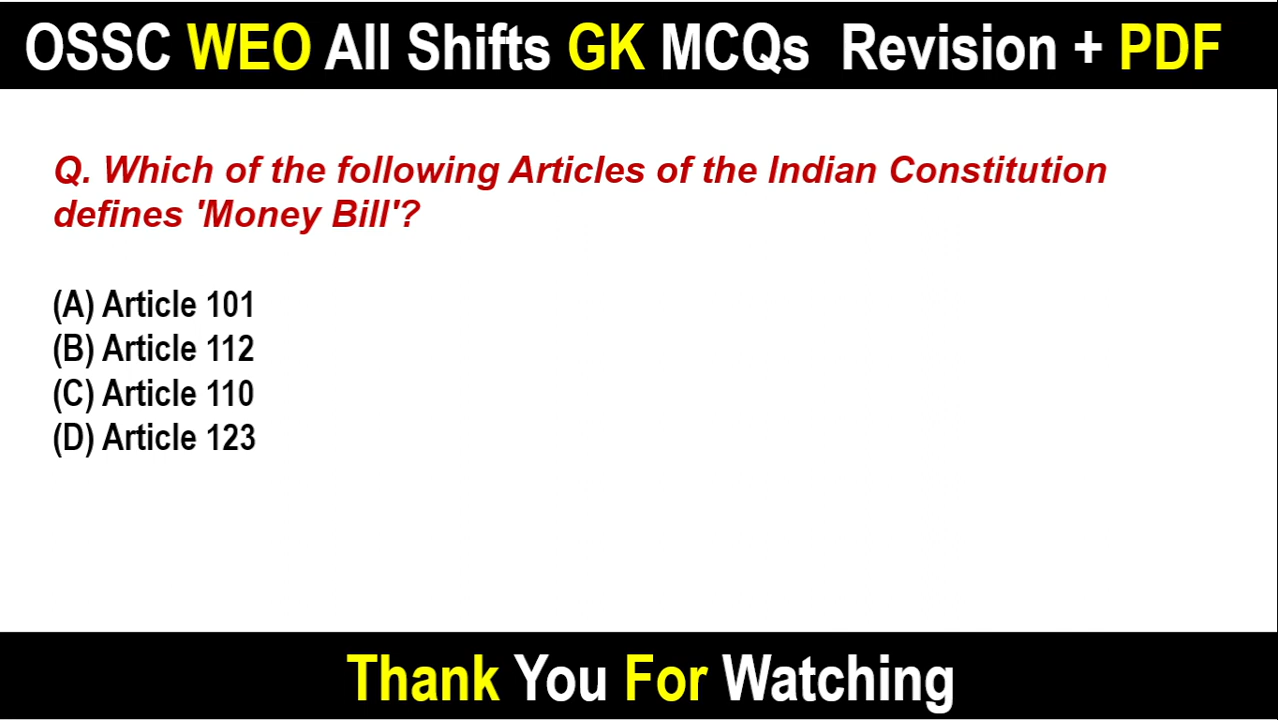 OSSC WEO All Shifts GK MCQs Revision + PDF
Q. Which of the following Articles of the Indian Constitution
defines 'Money Bill'?
(A) Article 101
(B) Article 112
(C) Article 110
(D) Article 123
Thank You For Watching